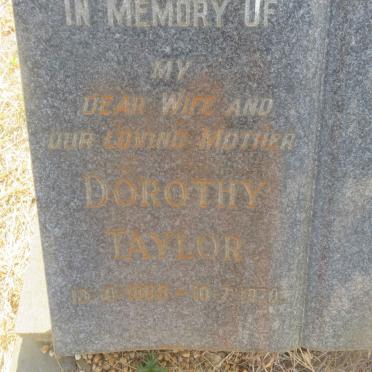 IN MEMORY OF
MY
DEAR WIFE AND
OUR LOVING MOTHER
DOROTHY
TAYLOR